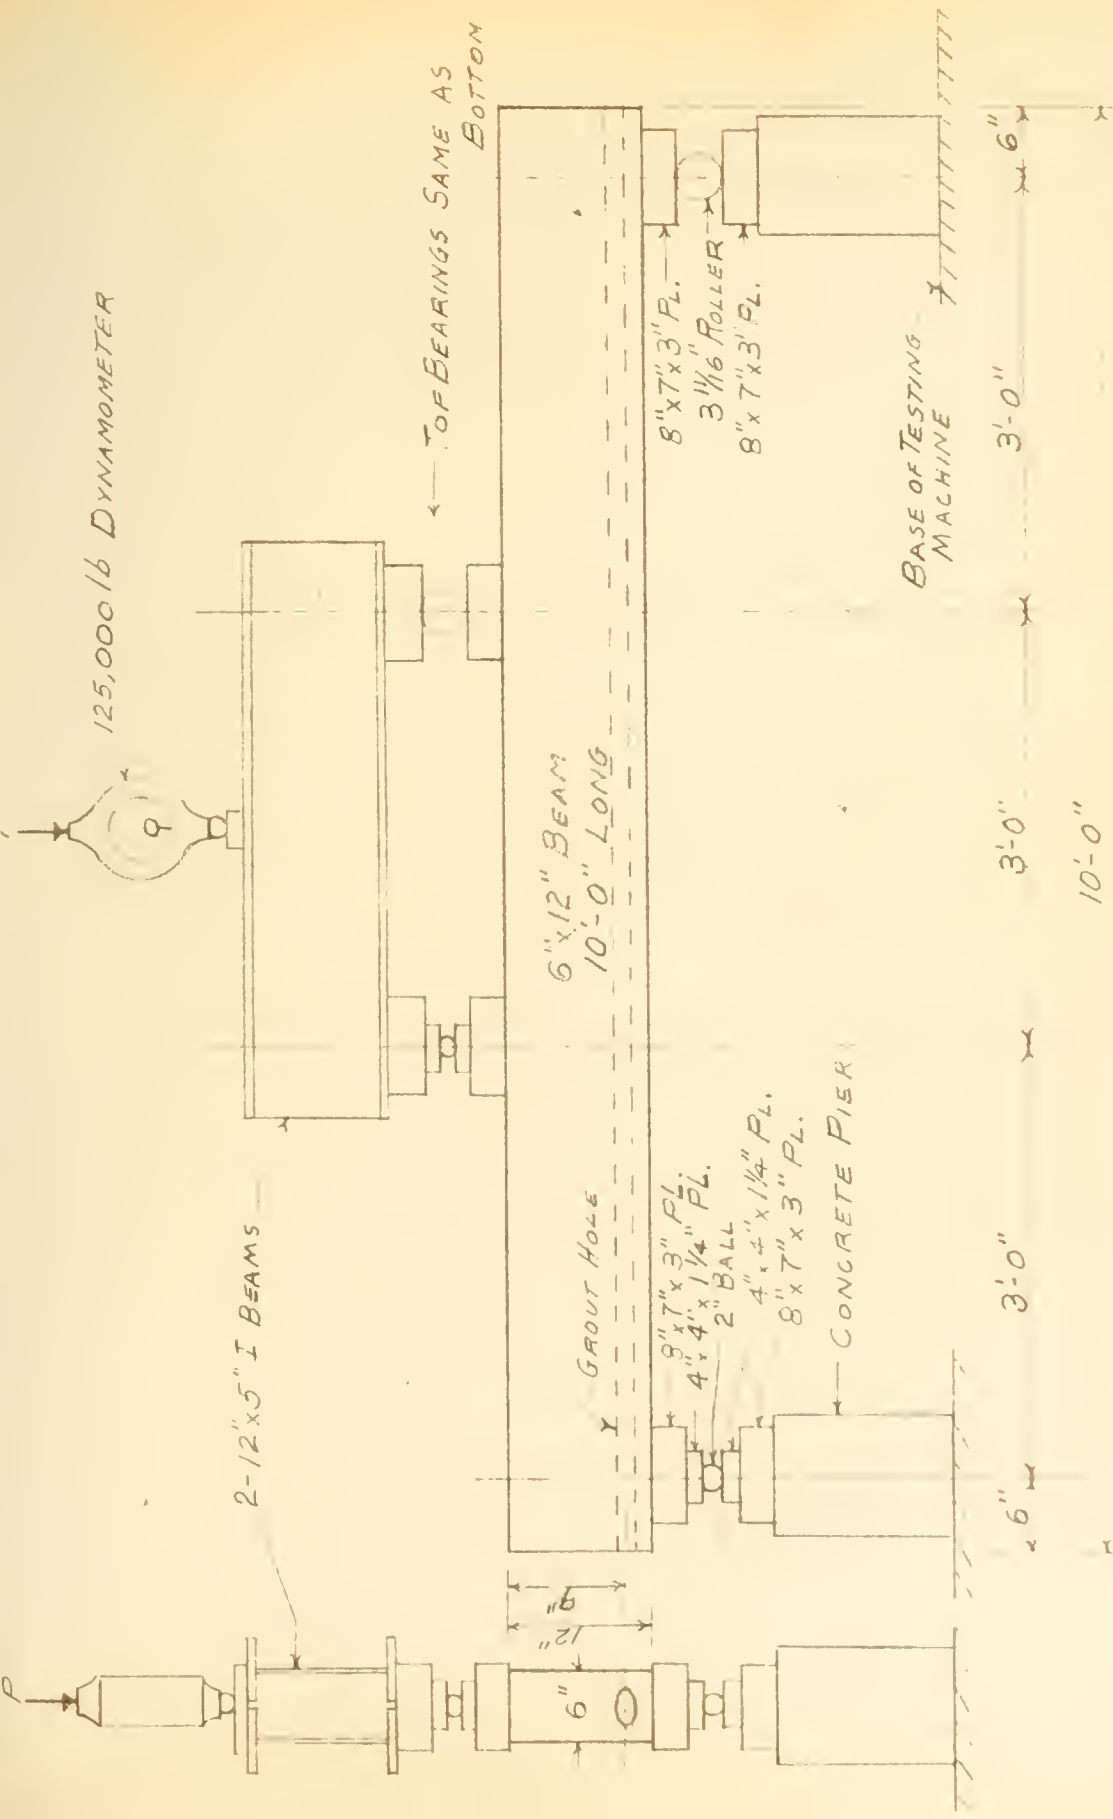 125,000 lb DYNAMOMETER
TOP BEARINGS SAME AS
BOTTOM
2-12"x5" I BEAMS
P
6"x12" BEAM
10'-0" LONG
GROUT HOLE
8"x7"x3" PL.
4"x4"x1¼" PL.
2" BALL
4"x4"x1¼" PL.
8"x7"x3" PL.
CONCRETE PIER
8"x7"x3" PL.
3 11/16" ROLLER
8"x7"x3" PL.
BASE OF TESTING
MACHINE
12"
6"
6"
3'-0"
3'-0"
3'-0"
6"
10'-0"